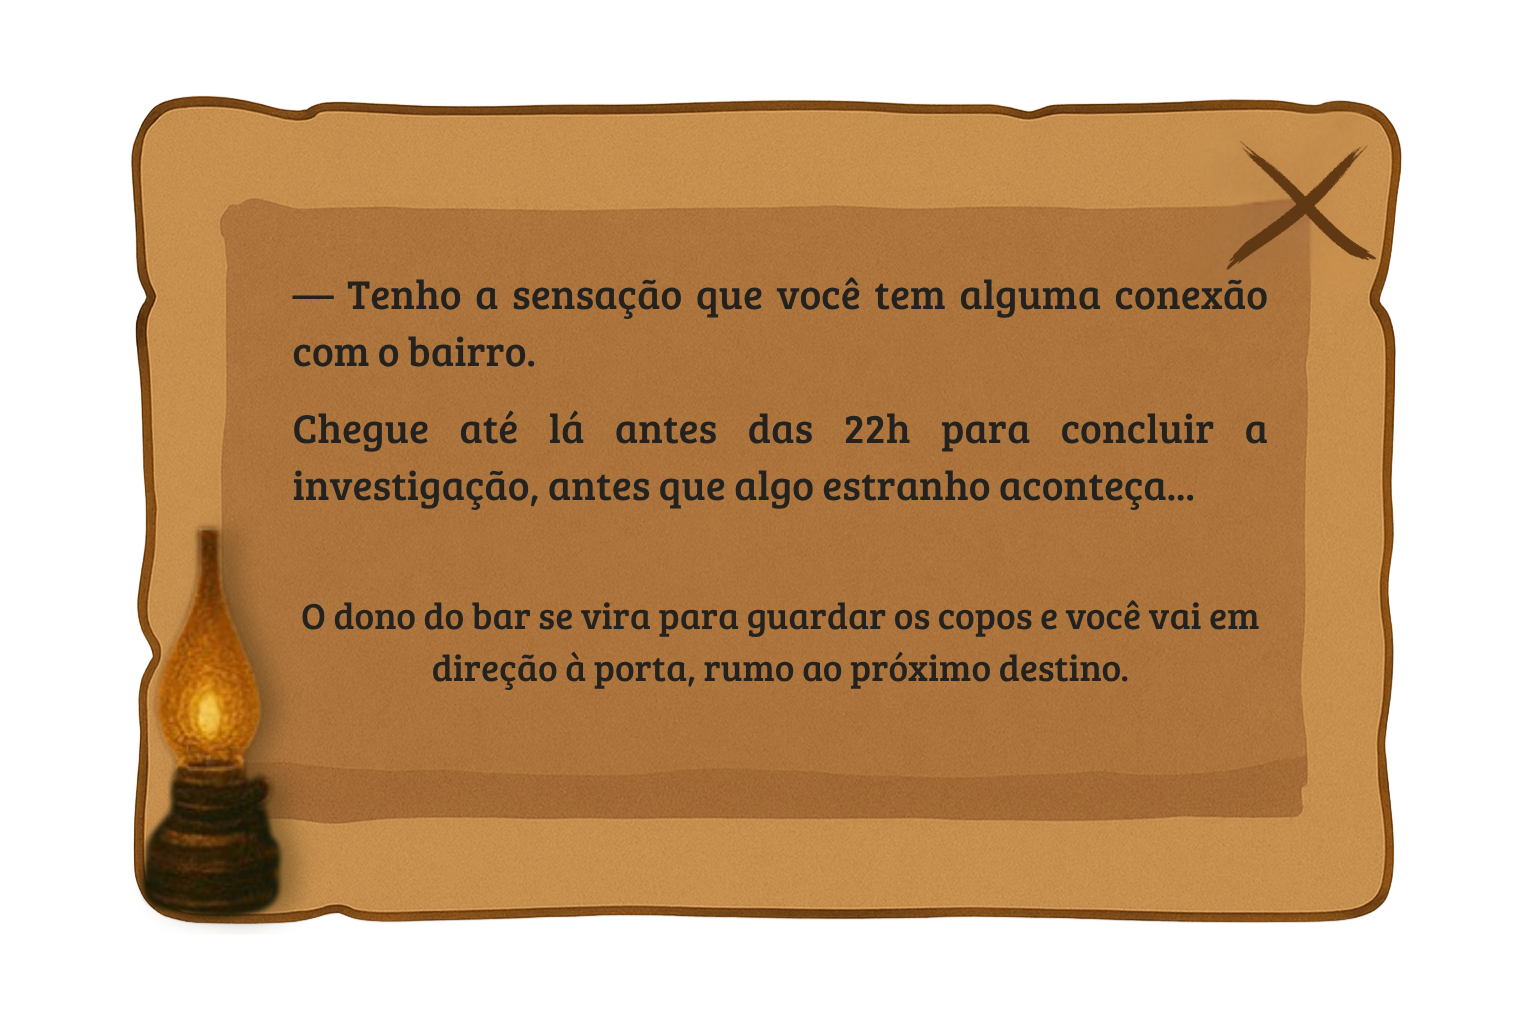 — Tenho a sensação que você tem alguma conexão
com o bairro.
Chegue até lá antes das 22h para concluir a
investigação, antes que algo estranho aconteça...
O dono do bar se vira para guardar os copos e você vai em
direção à porta, rumo ao próximo destino.